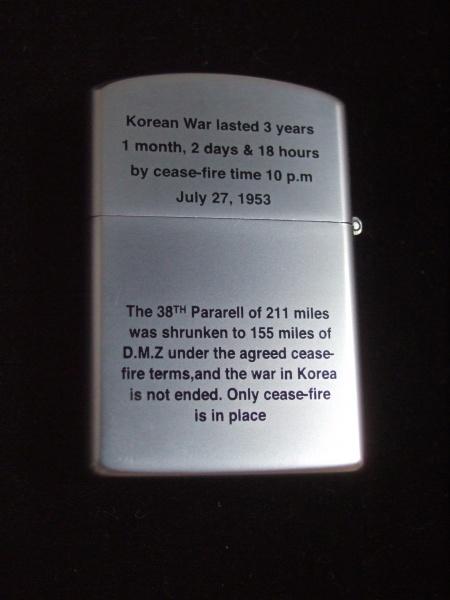 Korean War lasted 3 years
1 month, 2 days & 18 hours
by cease-fire time 10 p.m
July 27, 1953
The 38TH Pararell of 211 miles
was shrunken to 155 miles of
D.M.Z under the agreed cease-
fire terms,and the war in Korea
is not ended. Only cease-fire
is in place